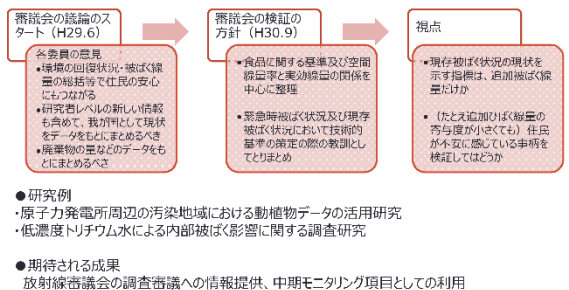 審議会の議論のス
タート（H29.6）
各委員の意見
●環境の回復状況・被ばく線
量の総括等で住民の安心
にもつながる
●研究者レベルの新しい情報
も含めて、我が国として現状
をデータをもとにまとめるべき
●廃棄物の量などのデータをも
とにまとめるべき
審議会の検証の
方針（H30.9）
●食品に関する基準及び空間
線量率と実効線量の関係を
中心に整理
●緊急時被ばく状況及び現存
被ばく状況において技術的
基準の策定の際の教訓とし
てとりまとめ
視点
●現存被ばく状況の現状を
示す指標は、追加被ばく線
量だけか
●（たとえ追加ひばく線量の
寄与度が小さくても）住民
が不安に感じている事柄を
検証してはどうか
●研究例
・原子力発電所周辺の汚染地域における動植物データの活用研究
・低濃度トリチウム水による内部被ばく影響に関する調査研究
●期待される成果
放射線審議会の調査審議への情報提供、中期モニタリング項目としての利用